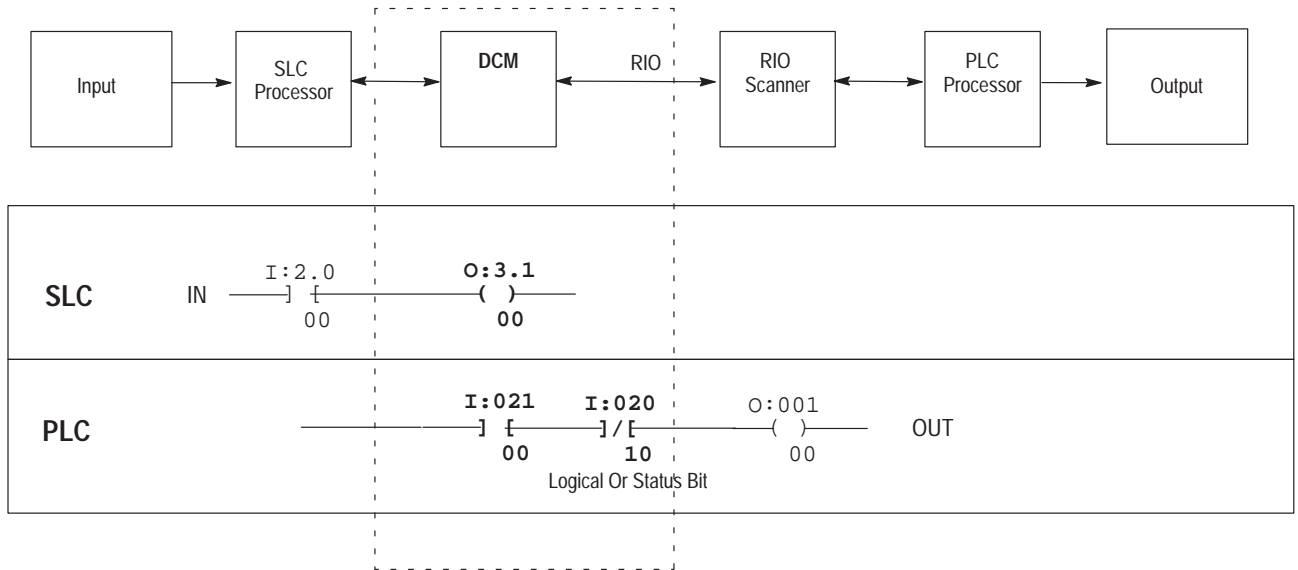 Input
SLC
Processor
DCM
RIO
RIO
Scanner
PLC
Processor
Output
I:2.0
O:3.1
SLC
IN
] [
( )
00
00
I:021
I:020
O:001
PLC
] [
]/[
( )
OUT
00
10
00
Logical Or Status Bit